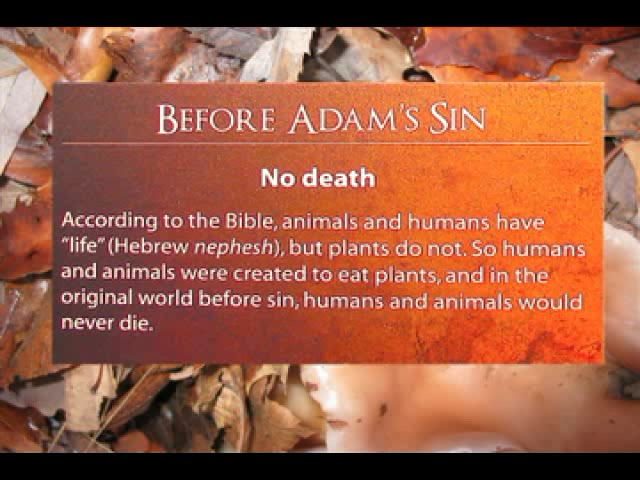 BEFORE ADAM'S SIN
No death
According to the Bible, animals and humans have
"life" (Hebrew nephesh), but plants do not. So humans
and animals were created to eat plants, and in the
original world before sin, humans and animals would
never die.